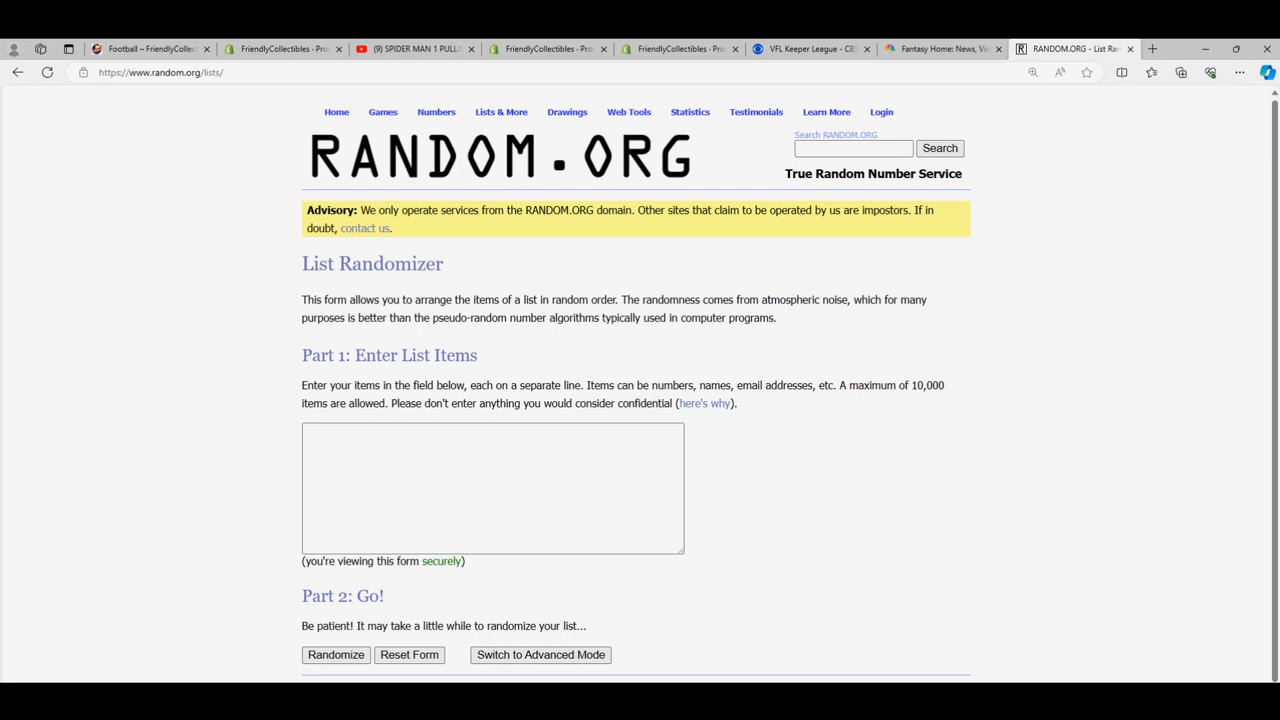 Football – FriendlyCollec
FriendlyCollectibles - Pro
(9) SPIDER MAN 1 PULL
FriendlyCollectibles - Pro
FriendlyCollectibles - Pro
VFL Keeper League - CBS
Fantasy Home: News, Vi
RANDOM.ORG - List Ran
https://www.random.org/lists/
Home Games Numbers Lists & More Drawings Web Tools Statistics Testimonials Learn More Login
RANDOM.ORG
Search RANDOM.ORG
Search
True Random Number Service
Advisory: We only operate services from the RANDOM.ORG domain. Other sites that claim to be operated by us are impostors. If in
doubt, contact us.
List Randomizer
This form allows you to arrange the items of a list in random order. The randomness comes from atmospheric noise, which for many
purposes is better than the pseudo-random number algorithms typically used in computer programs.
Part 1: Enter List Items
Enter your items in the field below, each on a separate line. Items can be numbers, names, email addresses, etc. A maximum of 10,000
items are allowed. Please don't enter anything you would consider confidential (here's why).
(you're viewing this form securely)
Part 2: Go!
Be patient! It may take a little while to randomize your list...
Randomize Reset Form Switch to Advanced Mode